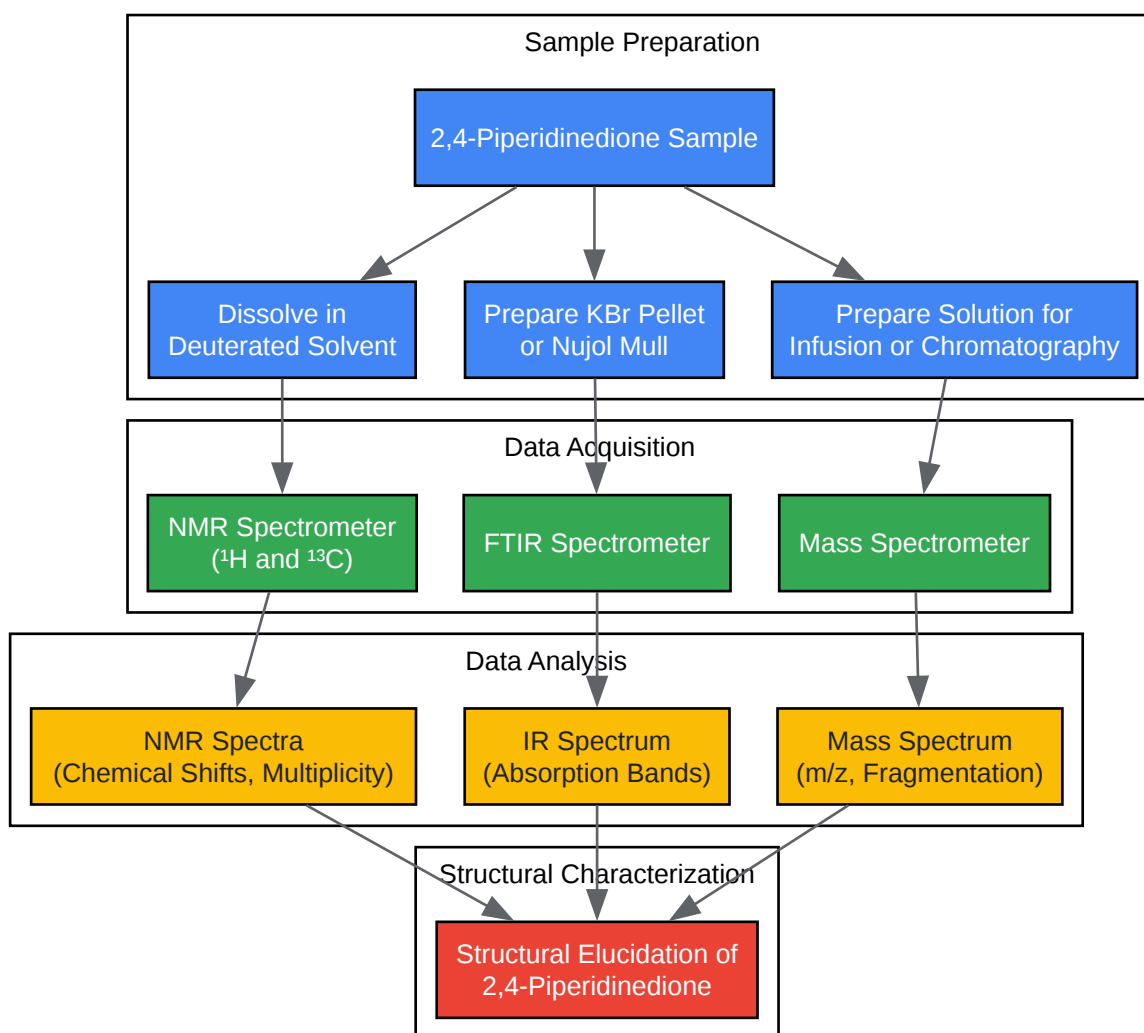 Sample Preparation
2,4-Piperidinedione Sample
Dissolve in
Deuterated Solvent
Prepare KBr Pellet
or Nujol Mull
Prepare Solution for
Infusion or Chromatography
Data Acquisition
NMR Spectrometer
(¹H and ¹³C)
FTIR Spectrometer
Mass Spectrometer
Data Analysis
NMR Spectra
(Chemical Shifts, Multiplicity)
IR Spectrum
(Absorption Bands)
Mass Spectrum
(m/z, Fragmentation)
Structural Characterization
Structural Elucidation of
2,4-Piperidinedione